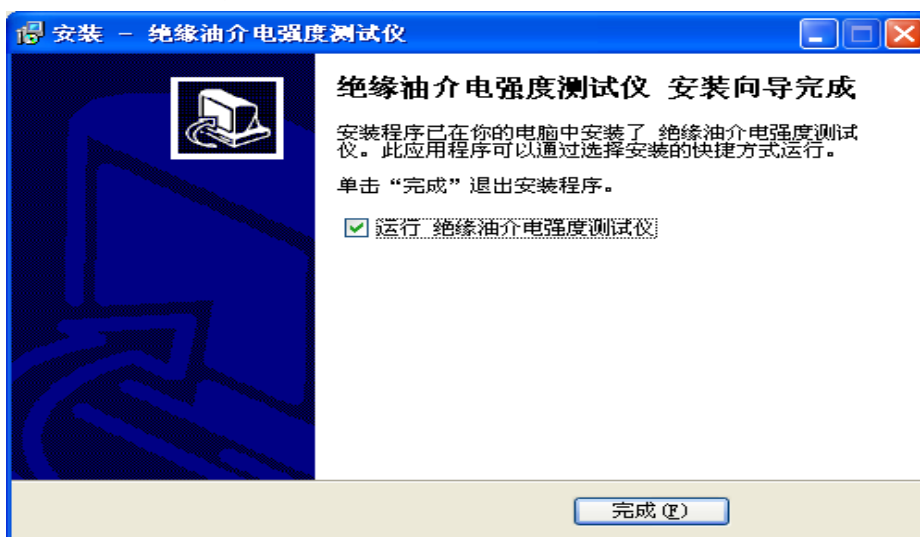 安装 - 绝缘油介电强度测试仪
绝缘油介电强度测试仪 安装向导完成
安装程序已在你的电脑中安装了 绝缘油介电强度测试
仪。此应用程序可以通过选择安装的快捷方式运行。
单击“完成”退出安装程序。
运行 绝缘油介电强度测试仪
完成(F)